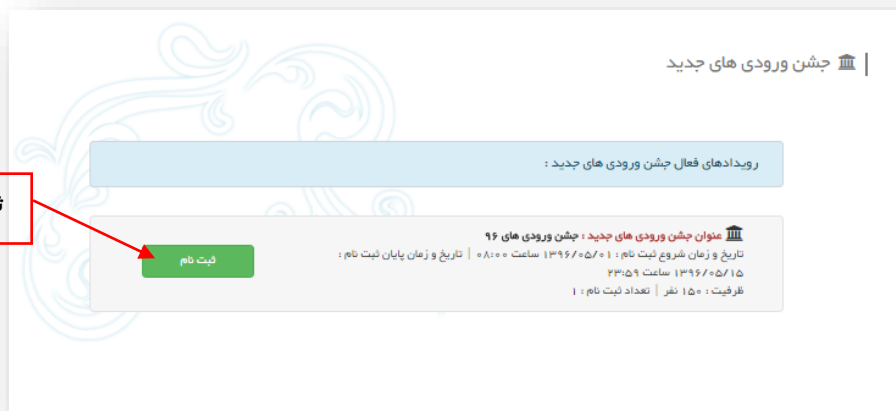 جشن ورودی های جدید
رویدادهای فعال جشن ورودی های جدید :
عنوان جشن ورودی های جدید : جشن ورودی های ۹۶
تاریخ و زمان شروع ثبت نام : ۱۳۹۶/۰۵/۰۱ ساعت ۰۸:۰۰ | تاریخ و زمان پایان ثبت نام :
۱۳۹۶/۰۵/۱۵ ساعت ۲۳:۵۹
ظرفیت : ۱۵۰ نفر | تعداد ثبت نام : ۱
ثبت نام